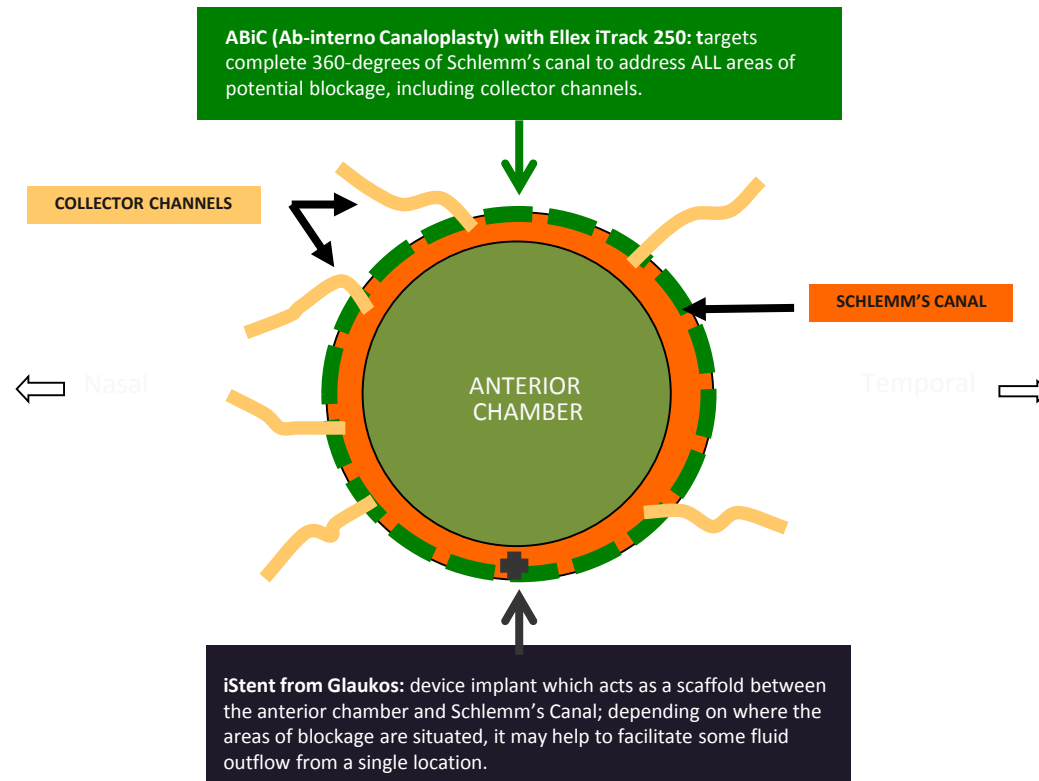 ABiC (Ab-interno Canaloplasty) with Ellex iTrack 250: targets
complete 360-degrees of Schlemm’s canal to address ALL areas of
potential blockage, including collector channels.
COLLECTOR CHANNELS
SCHLEMM’S CANAL
Nasal
ANTERIOR
CHAMBER
Temporal
iStent from Glaukos: device implant which acts as a scaffold between
the anterior chamber and Schlemm’s Canal; depending on where the
areas of blockage are situated, it may help to facilitate some fluid
outflow from a single location.